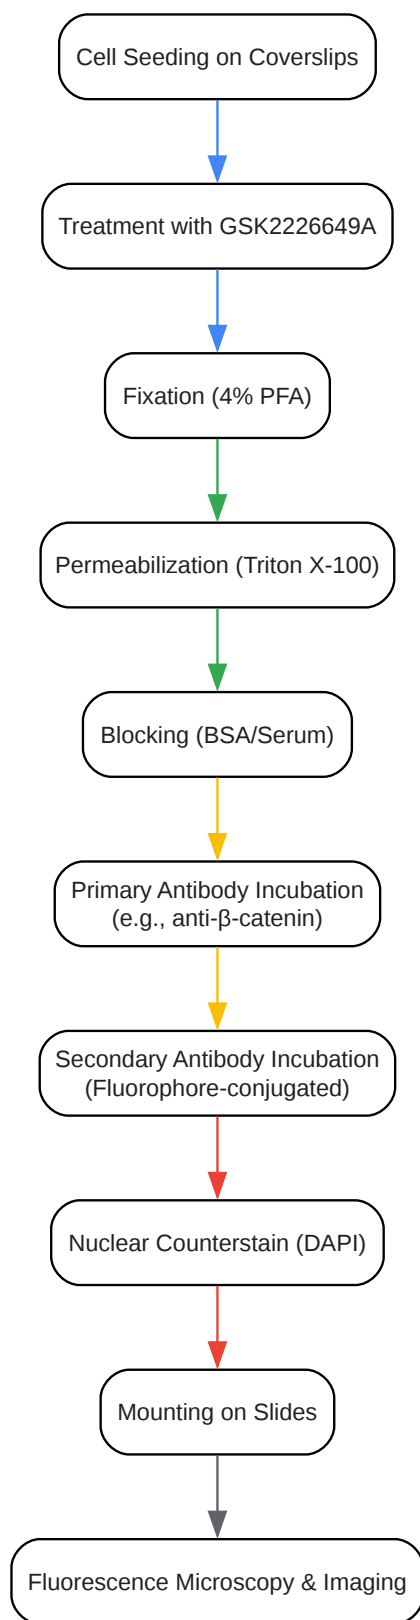 Cell Seeding on Coverslips
Treatment with GSK2226649A
Fixation (4% PFA)
Permeabilization (Triton X-100)
Blocking (BSA/Serum)
Primary Antibody Incubation
(e.g., anti-β-catenin)
Secondary Antibody Incubation
(Fluorophore-conjugated)
Nuclear Counterstain (DAPI)
Mounting on Slides
Fluorescence Microscopy & Imaging